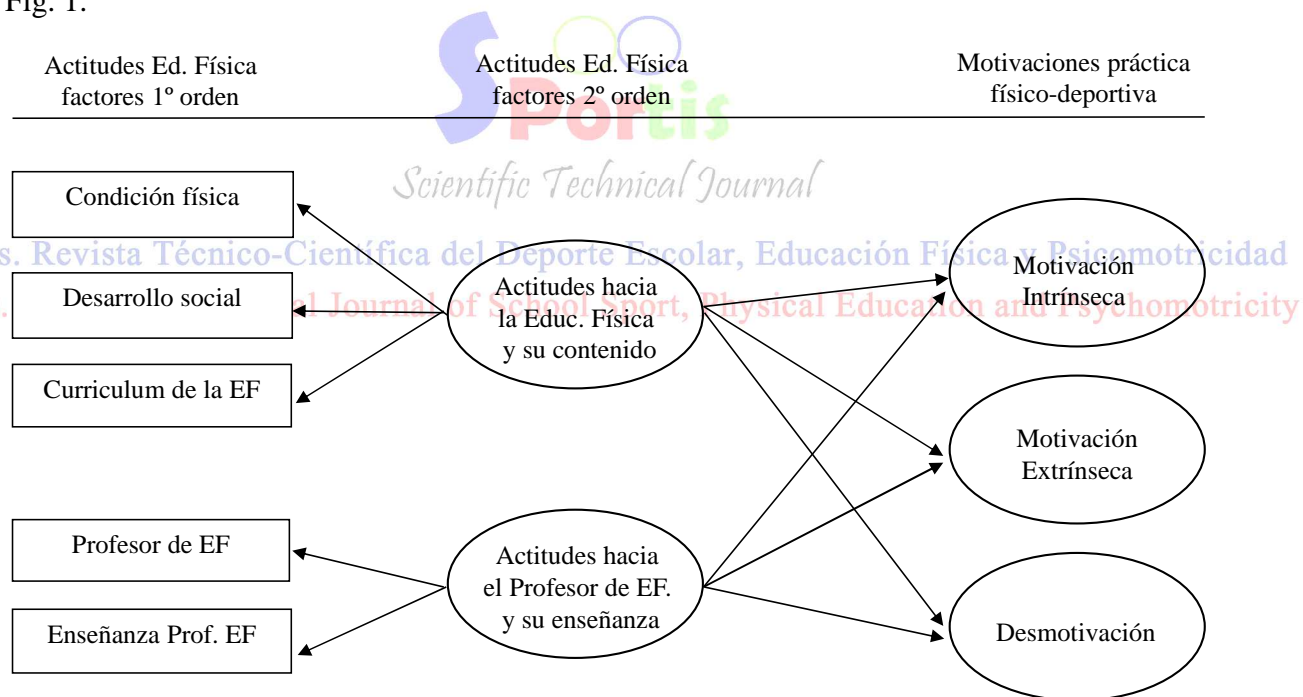 Fig. 1.
Actitudes Ed. Física
factores 1º orden
Actitudes Ed. Física
factores 2º orden
Motivaciones práctica
físico-deportiva
SPortis
Scientific Technical Journal
Condición física
s. Revista Técnico-Científica del Deporte Escolar, Educación Física y Psicomotricidad
Desarrollo social
al Journal of School Sport, Physical Education and Psychomotricity
Curriculum de la EF
Actitudes hacia
la Educ. Física
y su contenido
Motivación
Intrínseca
Motivación
Extrínseca
Profesor de EF
Enseñanza Prof. EF
Actitudes hacia
el Profesor de EF.
y su enseñanza
Desmotivación